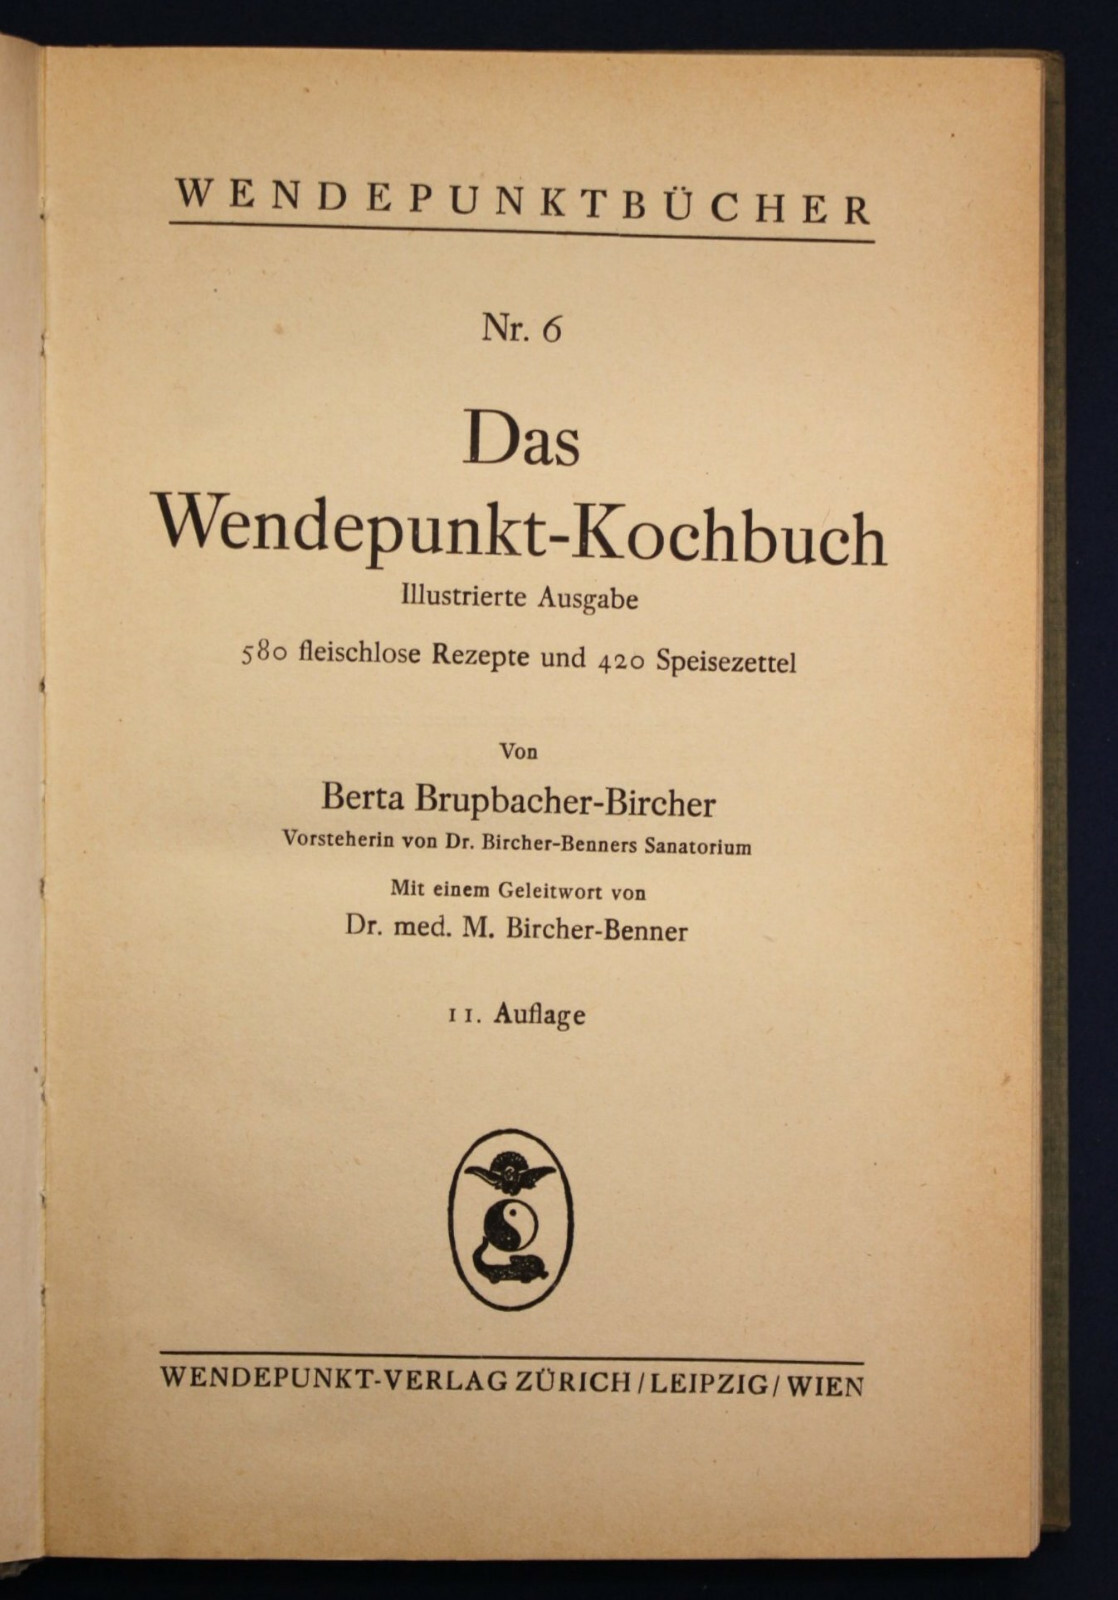 WENDEPUNKTBÜCHER
Nr. 6
Das
Wendepunkt-Kochbuch
Illustrierte Ausgabe
580 fleischlose Rezepte und 420 Speisezettel
Von
Berta Brupbacher-Bircher
Vorsteherin von Dr. Bircher-Benners Sanatorium
Mit einem Geleitwort von
Dr. med. M. Bircher-Benner
11. Auflage
WENDEPUNKT-VERLAG ZÜRICH/LEIPZIG/WIEN